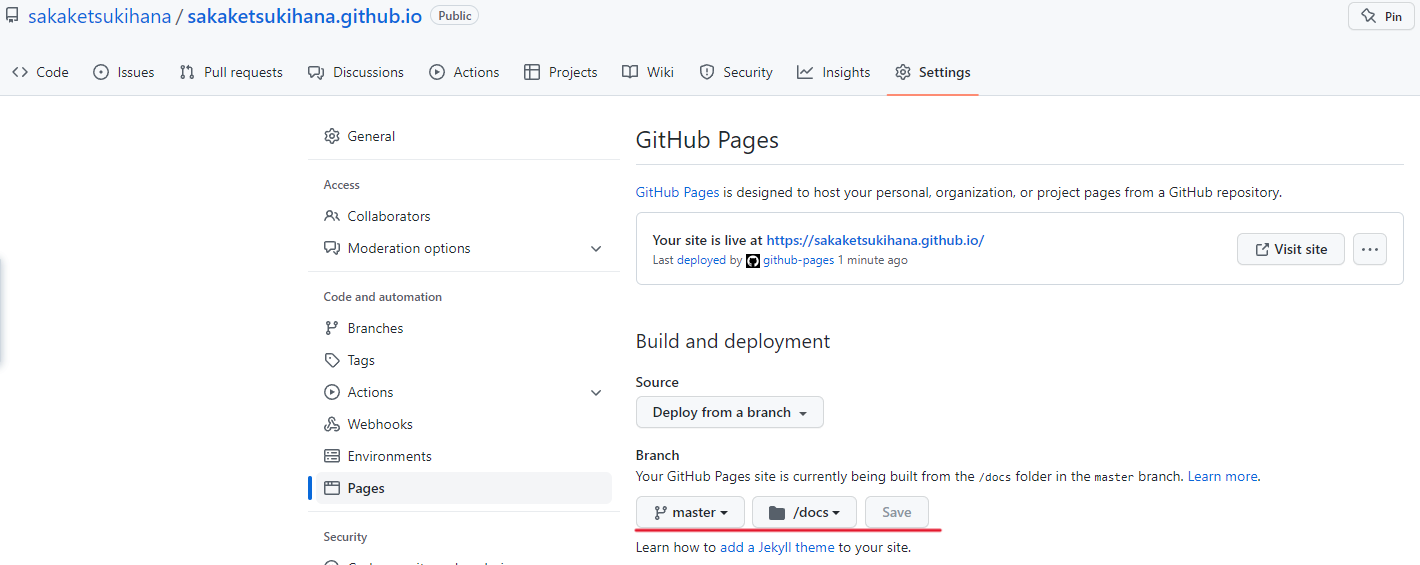 sakaketsukihana / sakaketsukihana.github.io Public Pin
Code Issues Pull requests Discussions Actions Projects Wiki Security Insights Settings
General
Access
Collaborators
Moderation options
Code and automation
Branches
Tags
Actions
Webhooks
Environments
Pages
Security
GitHub Pages
GitHub Pages is designed to host your personal, organization, or project pages from a GitHub repository.
Your site is live at https://sakaketsukihana.github.io/
Last deployed by github-pages 1 minute ago
Visit site
Build and deployment
Source
Deploy from a branch
Branch
Your GitHub Pages site is currently being built from the /docs folder in the master branch. Learn more.
master /docs Save
Learn how to add a Jekyll theme to your site.